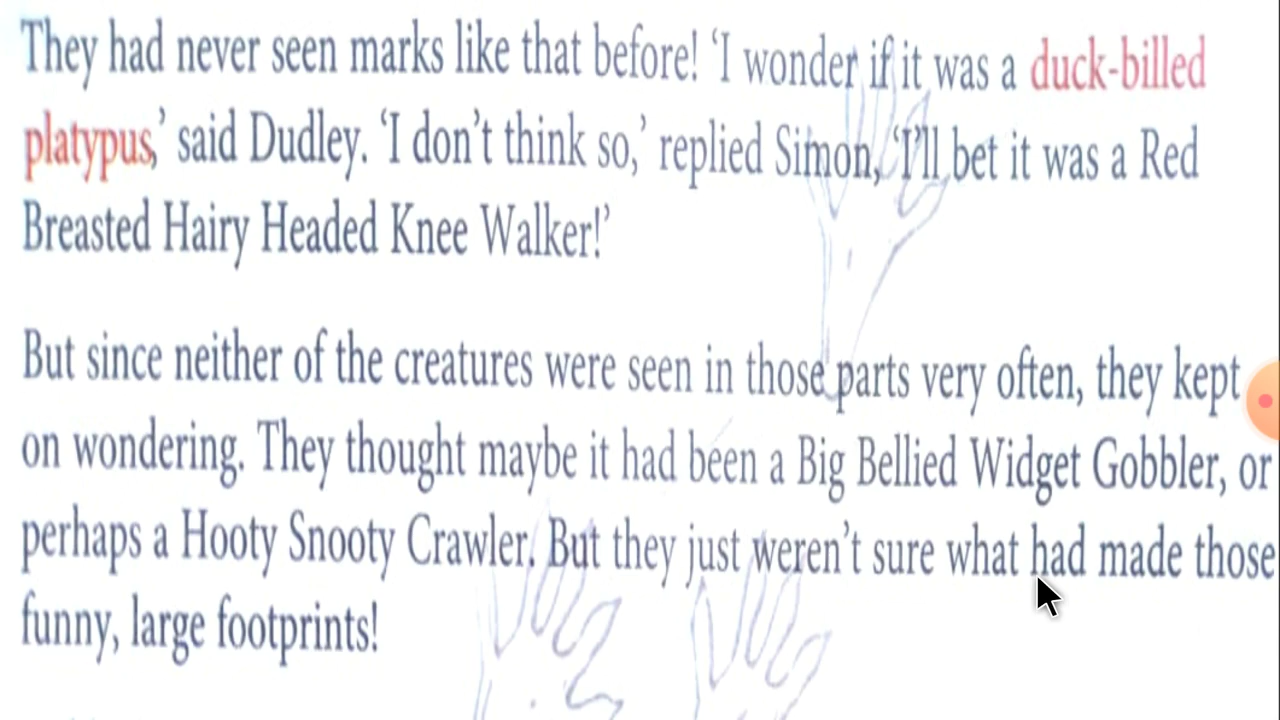 They had never seen marks like that before! ‘I wonder if it was a duck-billed
platypus,’ said Dudley. ‘I don’t think so,’ replied Simon, ‘I’ll bet it was a Red
Breasted Hairy Headed Knee Walker!’
But since neither of the creatures were seen in those parts very often, they kept
on wondering. They thought maybe it had been a Big Bellied Widget Gobbler, or
perhaps a Hooty Snooty Crawler. But they just weren’t sure what had made those
funny, large footprints!